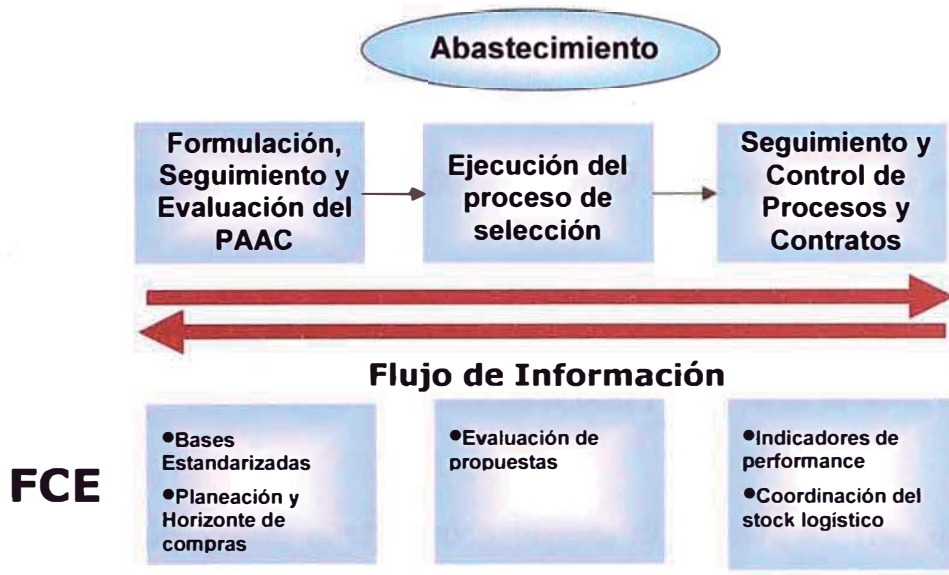 Abastecimiento
Formulación,
Seguimiento y
Evaluación del
PAAC
Ejecución del
proceso de
selección
Seguimiento y
Control de
Procesos y
Contratos
Flujo de Información
FCE
●Bases
Estandarizadas
●Planeación y
Horizonte de
compras
●Evaluación de
propuestas
●Indicadores de
performance
●Coordinación del
stock logístico